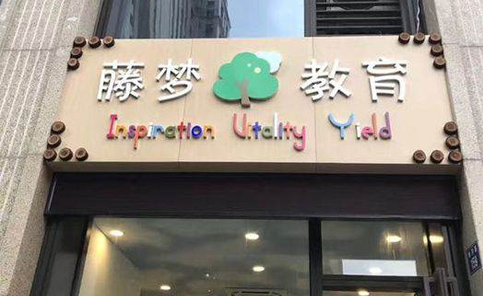 藤梦教育
Inspiration Vitality Yield